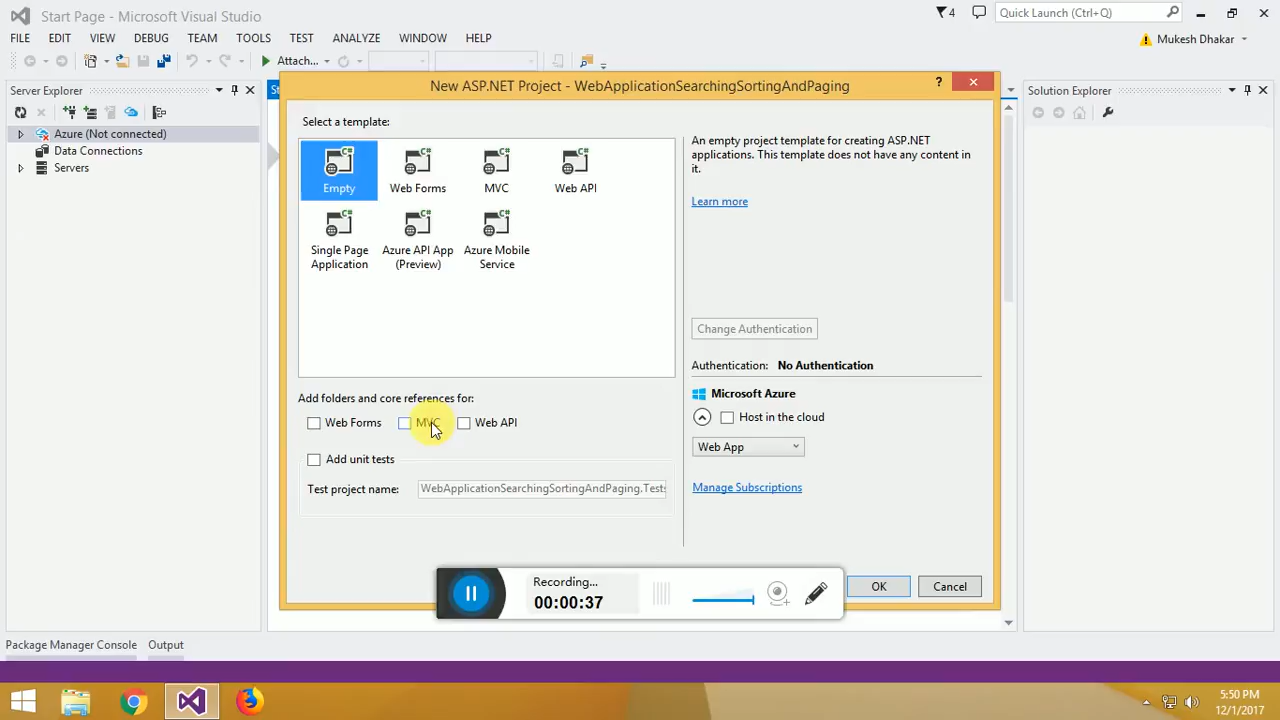 Start Page - Microsoft Visual Studio
4
Quick Launch (Ctrl+Q)
FILE EDIT VIEW DEBUG TEAM TOOLS TEST ANALYZE WINDOW HELP
Mukesh Dhakar
Attach...
Server Explorer
Azure (Not connected)
Data Connections
Servers
New ASP.NET Project - WebApplicationSearchingSortingAndPaging
?
Select a template:
Empty
Web Forms
MVC
Web API
Single Page
Application
Azure API App
(Preview)
Azure Mobile
Service
An empty project template for creating ASP.NET
applications. This template does not have any content in
it.
Learn more
Change Authentication
Authentication: No Authentication
Microsoft Azure
Host in the cloud
Web App
Manage Subscriptions
Add folders and core references for:
Web Forms MVC Web API
Add unit tests
Test project name: WebApplicationSearchingSortingAndPaging.Tests
OK
Cancel
Recording...
00:00:37
Solution Explorer
Package Manager Console
Output
5:50 PM
12/1/2017